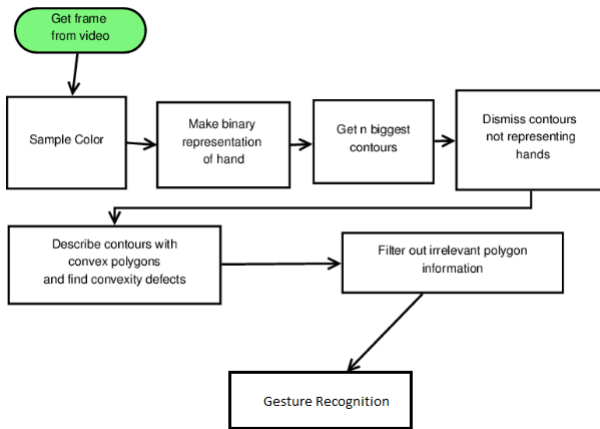 Get frame
from video
Sample Color
Make binary
representation
of hand
Get n biggest
contours
Dismiss contours
not representing
hands
Describe contours with
convex polygons
and find convexity defects
Filter out irrelevant polygon
information
Gesture Recognition